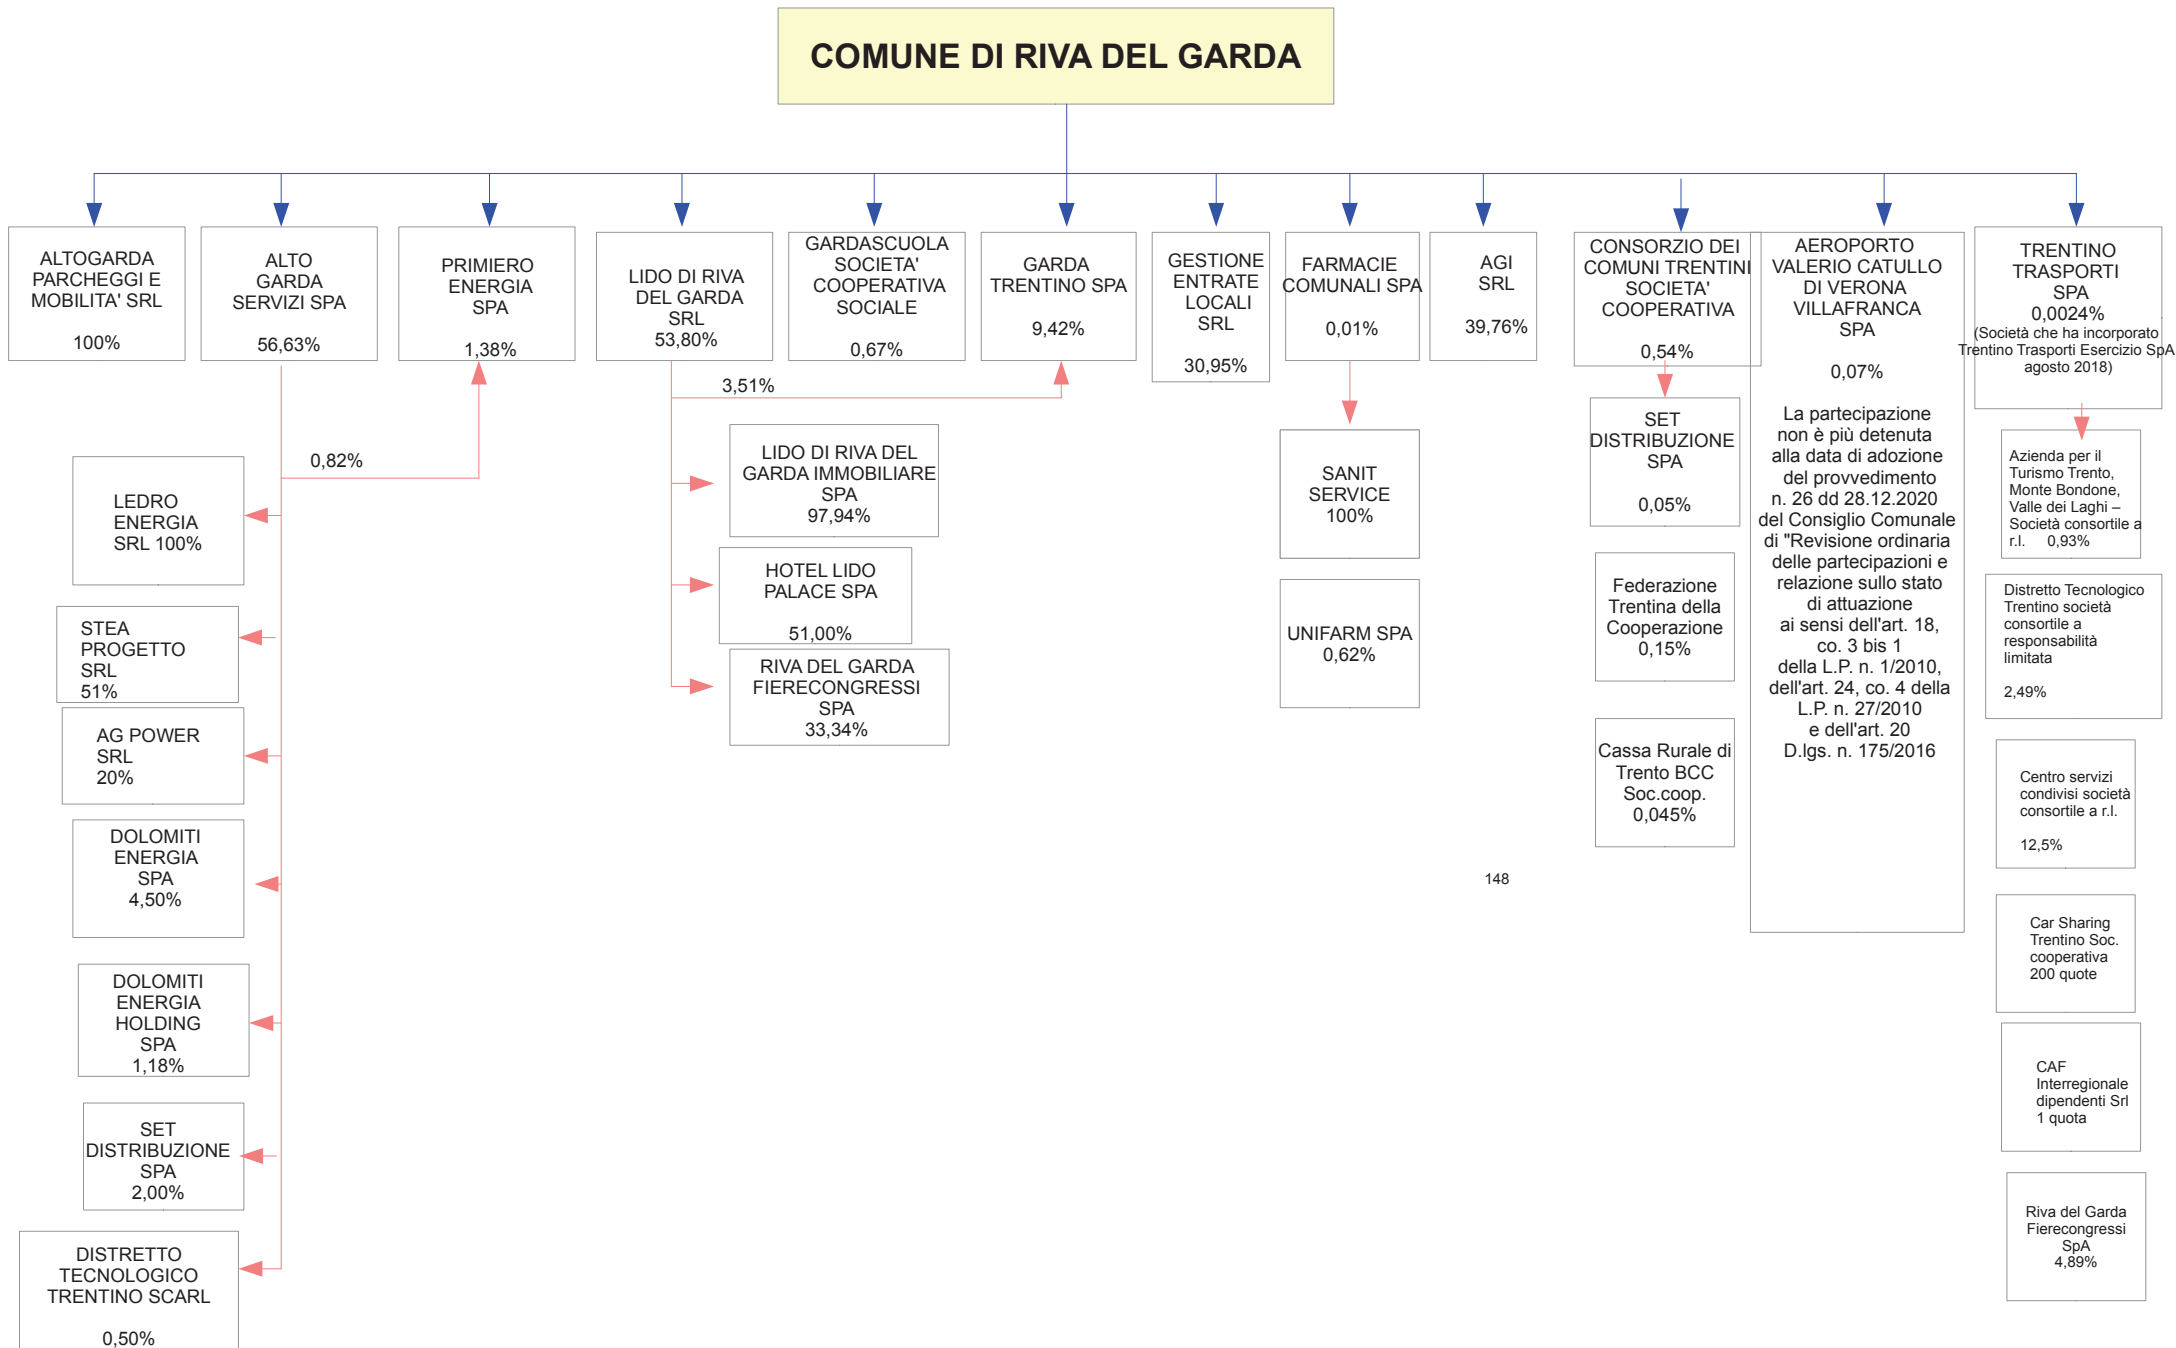 COMUNE DI RIVA DEL GARDA
ALTOGARDA
PARCHEGGI E
MOBILITA' SRL
100%
ALTO
GARDA
SERVIZI SPA
56,63%
PRIMIERO
ENERGIA
SPA
1,38%
LIDO DI RIVA
DEL GARDA
SRL
53,80%
GARDASCUOLA
SOCIETA'
COOPERATIVA
SOCIALE
0,67%
GARDA
TRENTINO SPA
9,42%
GESTIONE
ENTRATE
LOCALI
SRL
30,95%
FARMACIE
COMUNALI SPA
0,01%
AGI
SRL
39,76%
CONSORZIO DEI
COMUNI TRENTINI
SOCIETA'
COOPERATIVA
0,54%
AEROPORTO
VALERIO CATULLO
DI VERONA
VILLAFRANCA
SPA
0,07%
La partecipazione
non è più detenuta
alla data di adozione
del provvedimento
n. 26 dd 28.12.2020
del Consiglio Comunale
di "Revisione ordinaria
delle partecipazioni e
relazione sullo stato
di attuazione
ai sensi dell'art. 18,
co. 3 bis 1
della L.P. n. 1/2010,
dell'art. 24, co. 4 della
L.P. n. 27/2010
e dell'art. 20
D.lgs. n. 175/2016
TRENTINO
TRASPORTI
SPA
0,0024%
(Società che ha incorporato
Trentino Trasporti Esercizio SpA
agosto 2018)
3,51%
0,82%
LEDRO
ENERGIA
SRL 100%
STEA
PROGETTO
SRL
51%
AG POWER
SRL
20%
DOLOMITI
ENERGIA
SPA
4,50%
DOLOMITI
ENERGIA
HOLDING
SPA
1,18%
SET
DISTRIBUZIONE
SPA
2,00%
DISTRETTO
TECNOLOGICO
TRENTINO SCARL
0,50%
LIDO DI RIVA DEL
GARDA IMMOBILIARE
SPA
97,94%
HOTEL LIDO
PALACE SPA
51,00%
RIVA DEL GARDA
FIERECONGRESSI
SPA
33,34%
SANIT
SERVICE
100%
UNIFARM SPA
0,62%
SET
DISTRIBUZIONE
SPA
0,05%
Federazione
Trentina della
Cooperazione
0,15%
Cassa Rurale di
Trento BCC
Soc.coop.
0,045%
148
Azienda per il
Turismo Trento,
Monte Bondone,
Valle dei Laghi –
Società consortile a
r.l. 0,93%
Distretto Tecnologico
Trentino società
consortile a
responsabilità
limitata
2,49%
Centro servizi
condivisi società
consortile a r.l.
12,5%
Car Sharing
Trentino Soc.
cooperativa
200 quote
CAF
Interregionale
dipendenti Srl
1 quota
Riva del Garda
Fierecongressi
SpA
4,89%